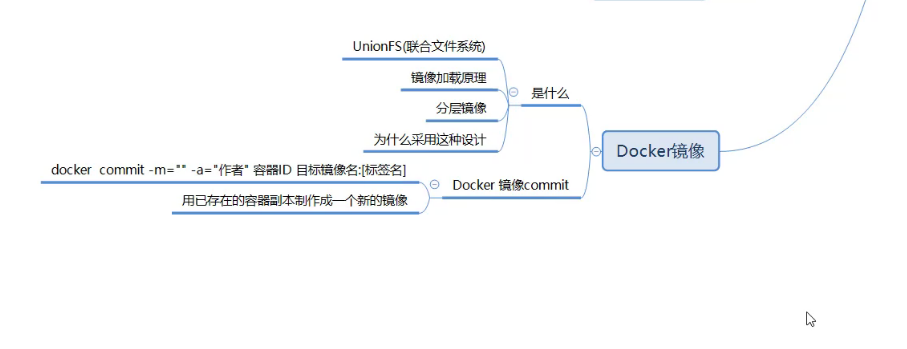 UnionFS(联合文件系统)
镜像加载原理
分层镜像
为什么采用这种设计
是什么
Docker镜像
docker commit -m="" -a="作者" 容器ID 目标镜像名:[标签名]
用已存在的容器副本制作成一个新的镜像
Docker 镜像commit